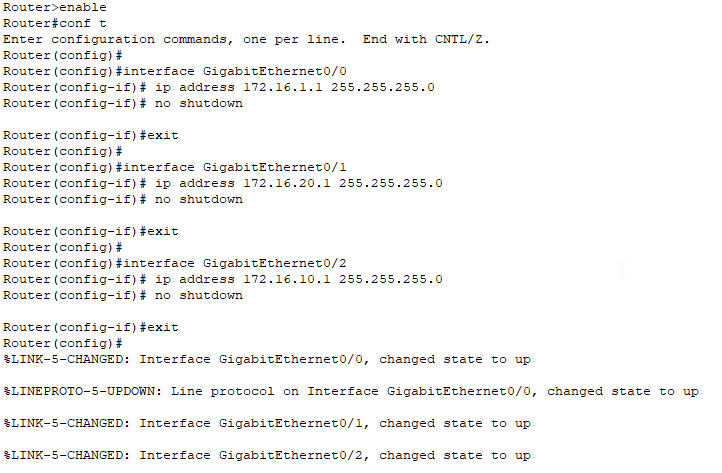 Router>enable
Router#conf t
Enter configuration commands, one per line.  End with CNTL/Z.
Router(config)#
Router(config)#interface GigabitEthernet0/0
Router(config-if)# ip address 172.16.1.1 255.255.255.0
Router(config-if)# no shutdown
Router(config-if)#exit
Router(config)#
Router(config)#interface GigabitEthernet0/1
Router(config-if)# ip address 172.16.20.1 255.255.255.0
Router(config-if)# no shutdown
Router(config-if)#exit
Router(config)#
Router(config)#interface GigabitEthernet0/2
Router(config-if)# ip address 172.16.10.1 255.255.255.0
Router(config-if)# no shutdown
Router(config-if)#exit
Router(config)#
%LINK-5-CHANGED: Interface GigabitEthernet0/0, changed state to up
%LINEPROTO-5-UPDOWN: Line protocol on Interface GigabitEthernet0/0, changed state to up
%LINK-5-CHANGED: Interface GigabitEthernet0/1, changed state to up
%LINK-5-CHANGED: Interface GigabitEthernet0/2, changed state to up